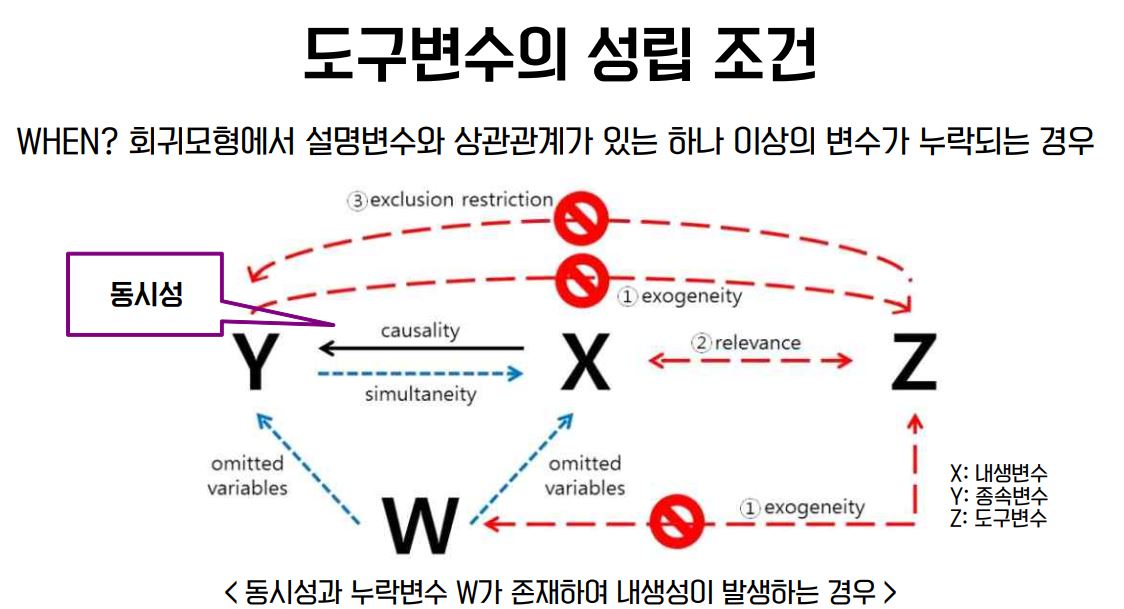 도구변수의 성립 조건
WHEN? 회귀모형에서 설명변수와 상관관계가 있는 하나 이상의 변수가 누락되는 경우
③exclusion restriction
동시성
①exogeneity
causality
②relevance
Y
X
Z
simultaneity
omitted
variables
omitted
variables
X: 내생변수
Y: 종속변수
Z: 도구변수
W
①exogeneity
< 동시성과 누락변수 W가 존재하여 내생성이 발생하는 경우 >